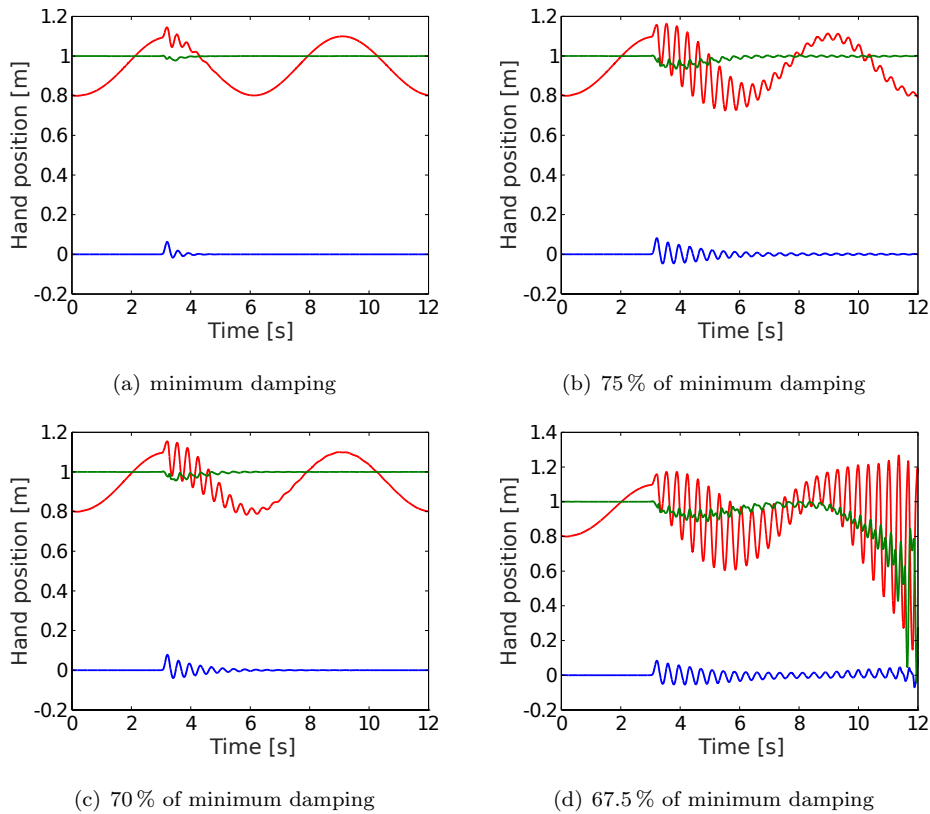 1.2
1
0.8
0.6
0.4
0.2
0
-0.2
Hand position [m]
0 2 4 6 8 10 12
Time [s]
(a) minimum damping
1.2
1
0.8
0.6
0.4
0.2
0
-0.2
Hand position [m]
0 2 4 6 8 10 12
Time [s]
(b) 75 % of minimum damping
1.2
1
0.8
0.6
0.4
0.2
0
-0.2
Hand position [m]
0 2 4 6 8 10 12
Time [s]
(c) 70 % of minimum damping
1.4
1.2
1
0.8
0.6
0.4
0.2
0
-0.2
Hand position [m]
0 2 4 6 8 10 12
Time [s]
(d) 67.5 % of minimum damping